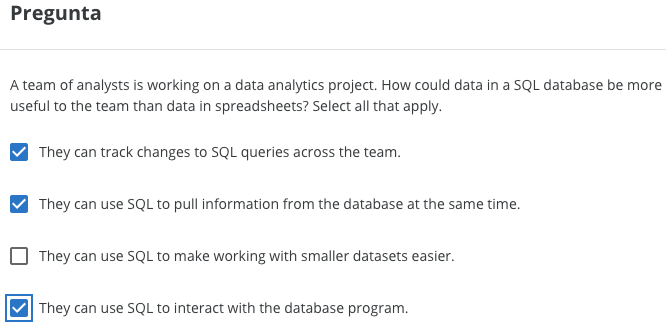 Pregunta
A team of analysts is working on a data analytics project. How could data in a SQL database be more
useful to the team than data in spreadsheets? Select all that apply.
They can track changes to SQL queries across the team.
They can use SQL to pull information from the database at the same time.
They can use SQL to make working with smaller datasets easier.
They can use SQL to interact with the database program.